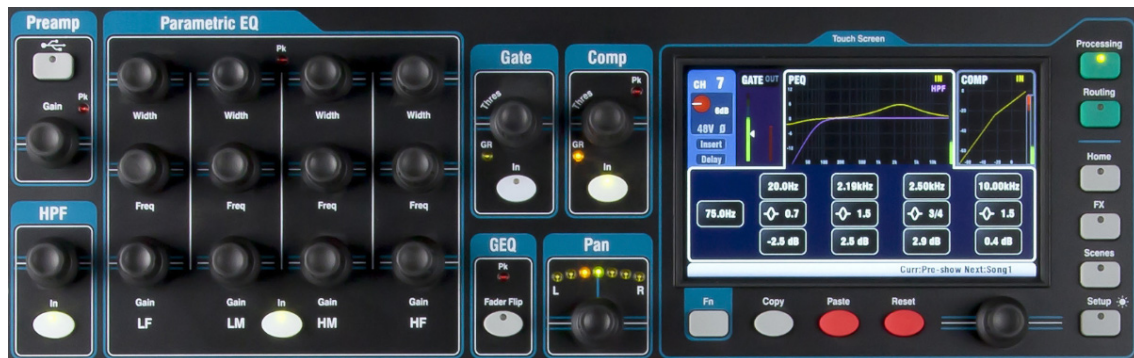 Preamp
Gain
Pk
HPF
In
Parametric EQ
Pk
Width Width Width Width
Freq Freq Freq Freq
Gain Gain In Gain Gain
LF LM HM HF
Gate
Thres
GR
In
Comp
Pk
Thres
GR
In
GEQ
Pk
Fader Flip
Pan
L R
Touch Screen
CH 7
6dB
48V Ø
Insert
Delay
GATE OUT
PEQ IN
HPF
COMP IN
20.0Hz 2.19kHz 2.50kHz 10.00kHz
75.0Hz 0.7 1.5 3/4 1.5
-2.5 dB 2.5 dB 2.9 dB 0.4 dB
Curr:Pre-show Next:Song1
Fn Copy Paste Reset
Processing
Routing
Home
FX
Scenes
Setup